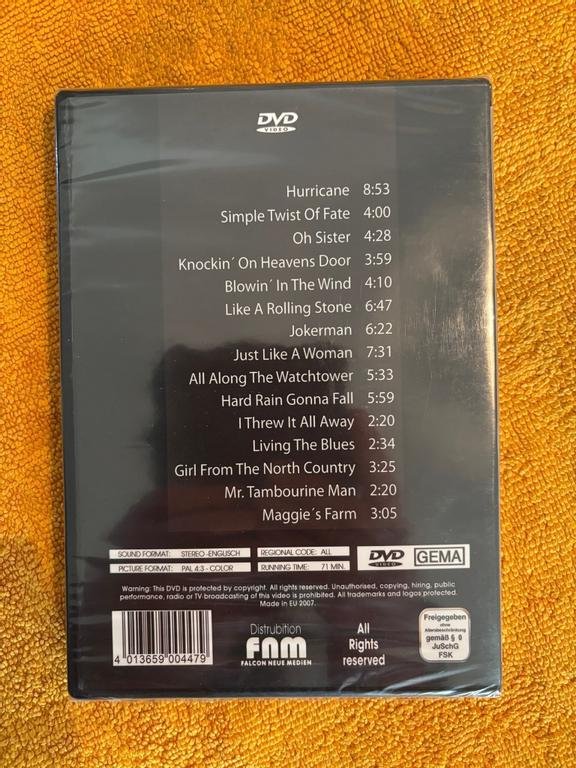 DVD
VIDEO
Hurricane 8:53
Simple Twist Of Fate 4:00
Oh Sister 4:28
Knockin´ On Heavens Door 3:59
Blowin´ In The Wind 4:10
Like A Rolling Stone 6:47
Jokerman 6:22
Just Like A Woman 7:31
All Along The Watchtower 5:33
Hard Rain Gonna Fall 5:59
I Threw It All Away 2:20
Living The Blues 2:34
Girl From The North Country 3:25
Mr. Tambourine Man 2:20
Maggie´s Farm 3:05
SOUND FORMAT: STEREO-ENGLISCH REGIONAL CODE: ALL
PICTURE FORMAT: PAL 4:3 - COLOR RUNNING TIME: 71 MIN.
DVD
VIDEO
GEMA
Warning: This DVD is protected by copyright. All rights reserved. Unauthorised, copying, hiring, public
performance, radio or TV broadcasting of this video is prohibited. All trademarks and logos protected.
Made in EU 2007.
4 013659 004479
Distrubition
fnm
FALCON NEUE MEDIEN
All
Rights
reserved
Freigegeben
ohne
Altersbeschränkung
gemäß § 0
JuSchG
FSK